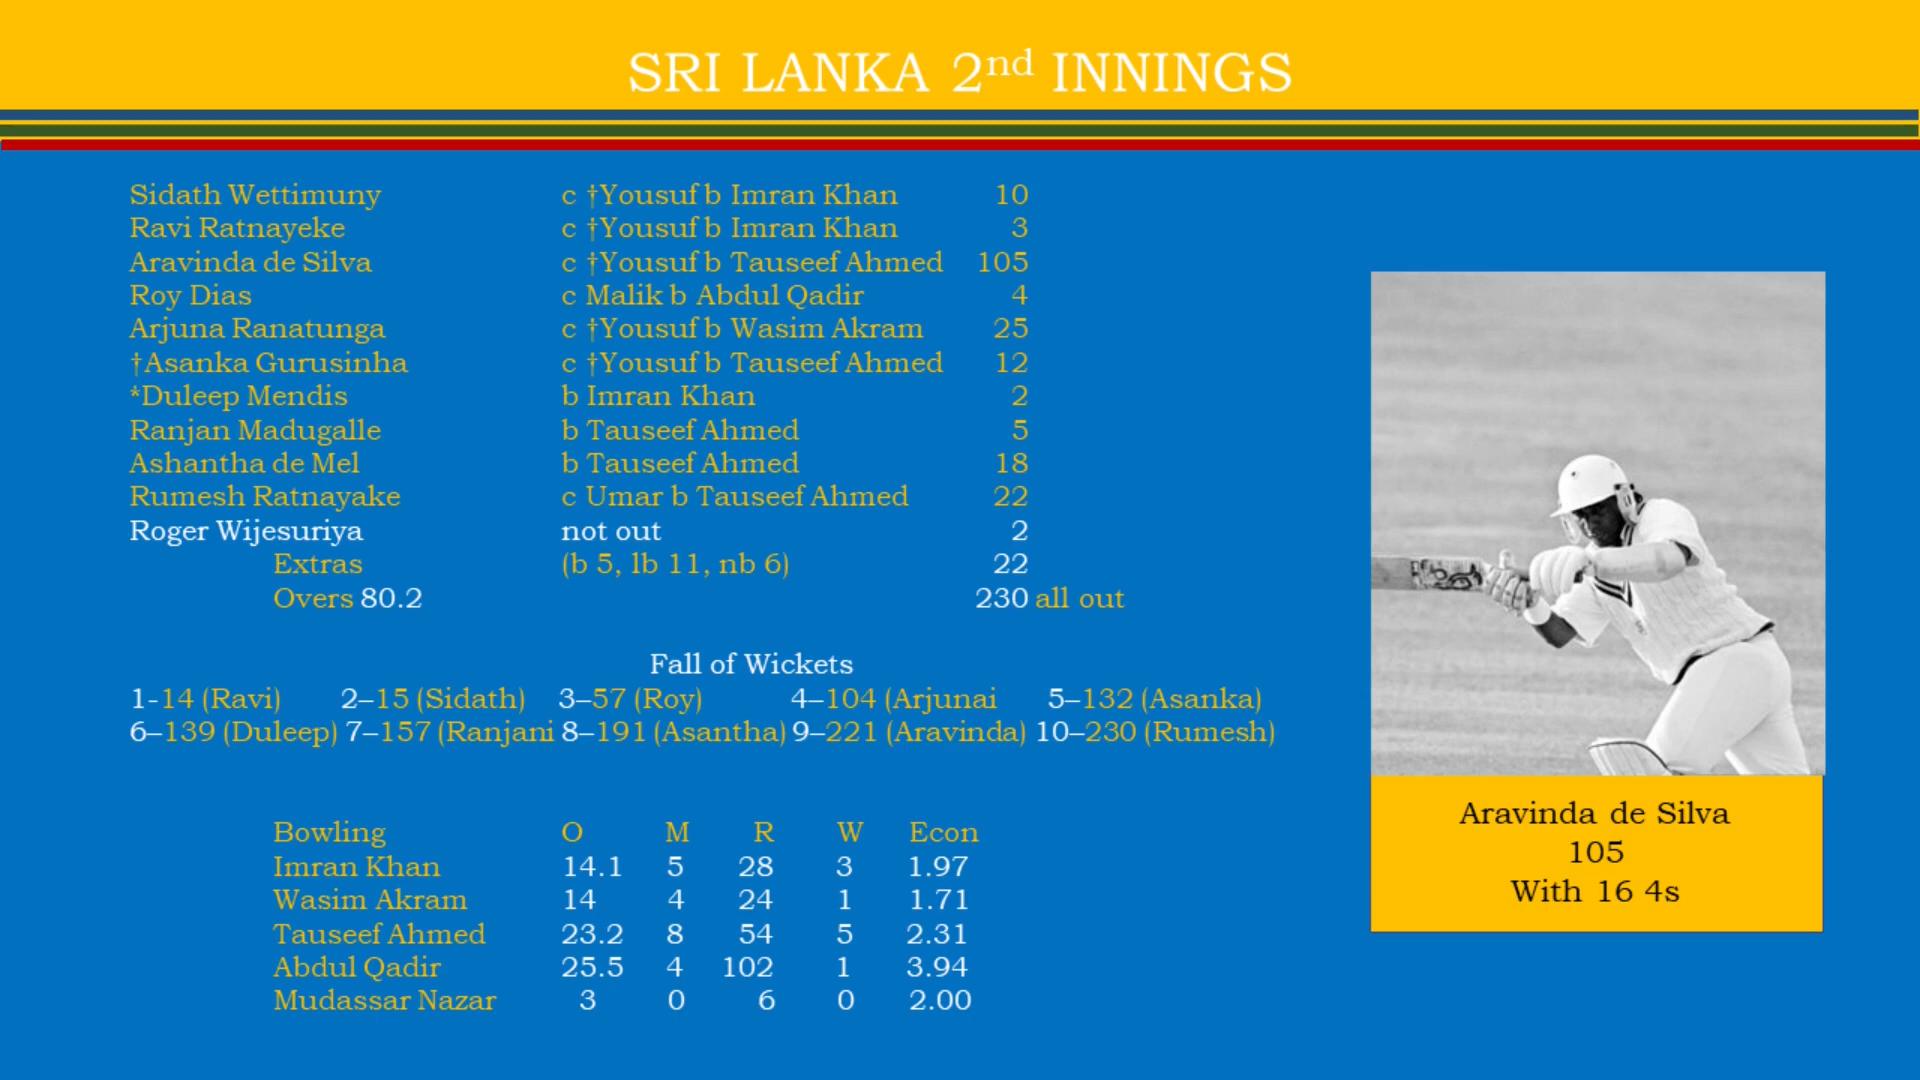 SRI LANKA 2nd INNINGS
Sidath Wettimuny c †Yousuf b Imran Khan 10
Ravi Ratnayeke c †Yousuf b Imran Khan 3
Aravinda de Silva c †Yousuf b Tauseef Ahmed 105
Roy Dias c Malik b Abdul Qadir 4
Arjuna Ranatunga c †Yousuf b Wasim Akram 25
†Asanka Gurusinha c †Yousuf b Tauseef Ahmed 12
*Duleep Mendis b Imran Khan 2
Ranjan Madugalle b Tauseef Ahmed 5
Ashantha de Mel b Tauseef Ahmed 18
Rumesh Ratnayake c Umar b Tauseef Ahmed 22
Roger Wijesuriya not out 2
Extras (b 5, lb 11, nb 6) 22
Overs 80.2 230 all out
Fall of Wickets
1-14 (Ravi) 2–15 (Sidath) 3–57 (Roy) 4–104 (Arjunai 5–132 (Asanka)
6–139 (Duleep) 7–157 (Ranjani 8–191 (Asantha) 9–221 (Aravinda) 10–230 (Rumesh)
Bowling O M R W Econ
Imran Khan 14.1 5 28 3 1.97
Wasim Akram 14 4 24 1 1.71
Tauseef Ahmed 23.2 8 54 5 2.31
Abdul Qadir 25.5 4 102 1 3.94
Mudassar Nazar 3 0 6 0 2.00
Aravinda de Silva
105
With 16 4s